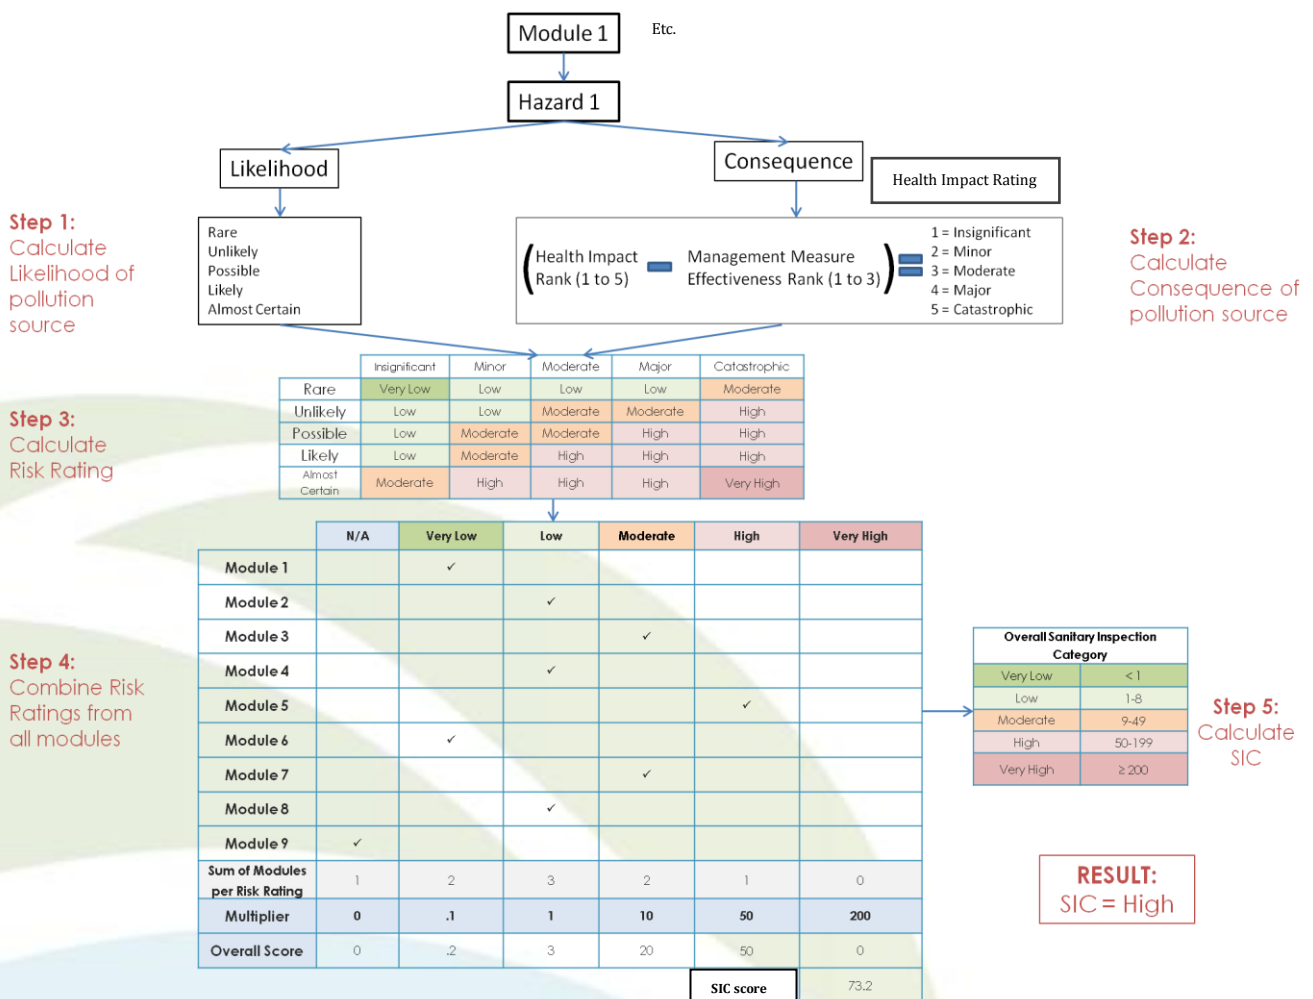 Module 1
Etc.
Hazard 1
Likelihood
Consequence
Health Impact Rating
Step 1:
Calculate
Likelihood of
pollution
source
Rare
Unlikely
Possible
Likely
Almost Certain
(Health Impact
Rank (1 to 5)
Management Measure
Effectiveness Rank (1 to 3))
1 = Insignificant
2 = Minor
3 = Moderate
4 = Major
5 = Catastrophic
Step 2:
Calculate
Consequence of
pollution source
Step 3:
Calculate
Risk Rating
Insignificant Minor Moderate Major Catastrophic
Rare Very Low Low Low Low Moderate
Unlikely Low Low Moderate Moderate High
Possible Low Moderate Moderate High High
Likely Low Moderate High High High
Almost
Certain Moderate High High High Very High
Step 4:
Combine Risk
Ratings from
all modules
N/A Very Low Low Moderate High Very High
Module 1 ✓
Module 2 ✓
Module 3 ✓
Module 4 ✓
Module 5 ✓
Module 6 ✓
Module 7 ✓
Module 8 ✓
Module 9 ✓
Sum of Modules
per Risk Rating 1 2 3 2 1 0
Multiplier 0 .1 1 10 50 200
Overall Score 0 .2 3 20 50 0
SIC score 73.2
Overall Sanitary Inspection
Category
Very Low < 1
Low 1-8
Moderate 9-49
High 50-199
Very High ≥ 200
Step 5:
Calculate
SIC
RESULT:
SIC = High